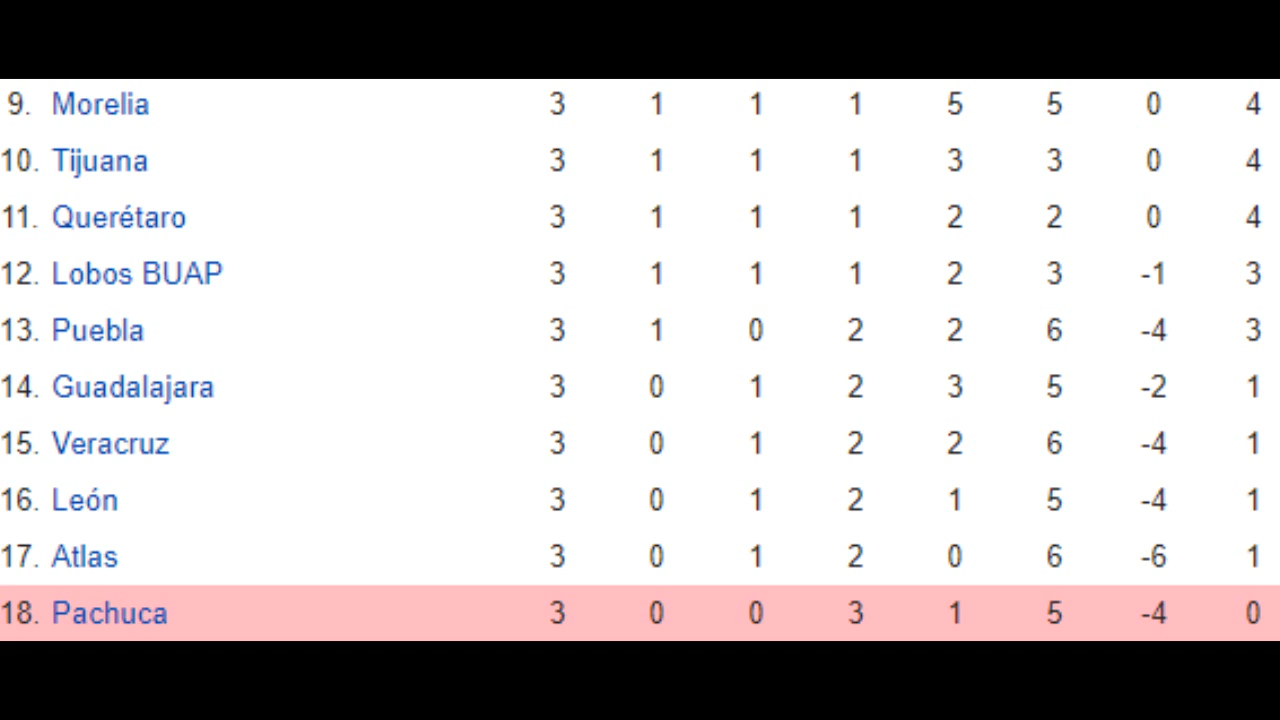 9. Morelia 3 1 1 1 5 5 0 4
10. Tijuana 3 1 1 1 3 3 0 4
11. Querétaro 3 1 1 1 2 2 0 4
12. Lobos BUAP 3 1 1 1 2 3 -1 3
13. Puebla 3 1 0 2 2 6 -4 3
14. Guadalajara 3 0 1 2 3 5 -2 1
15. Veracruz 3 0 1 2 2 6 -4 1
16. León 3 0 1 2 1 5 -4 1
17. Atlas 3 0 1 2 0 6 -6 1
18. Pachuca 3 0 0 3 1 5 -4 0